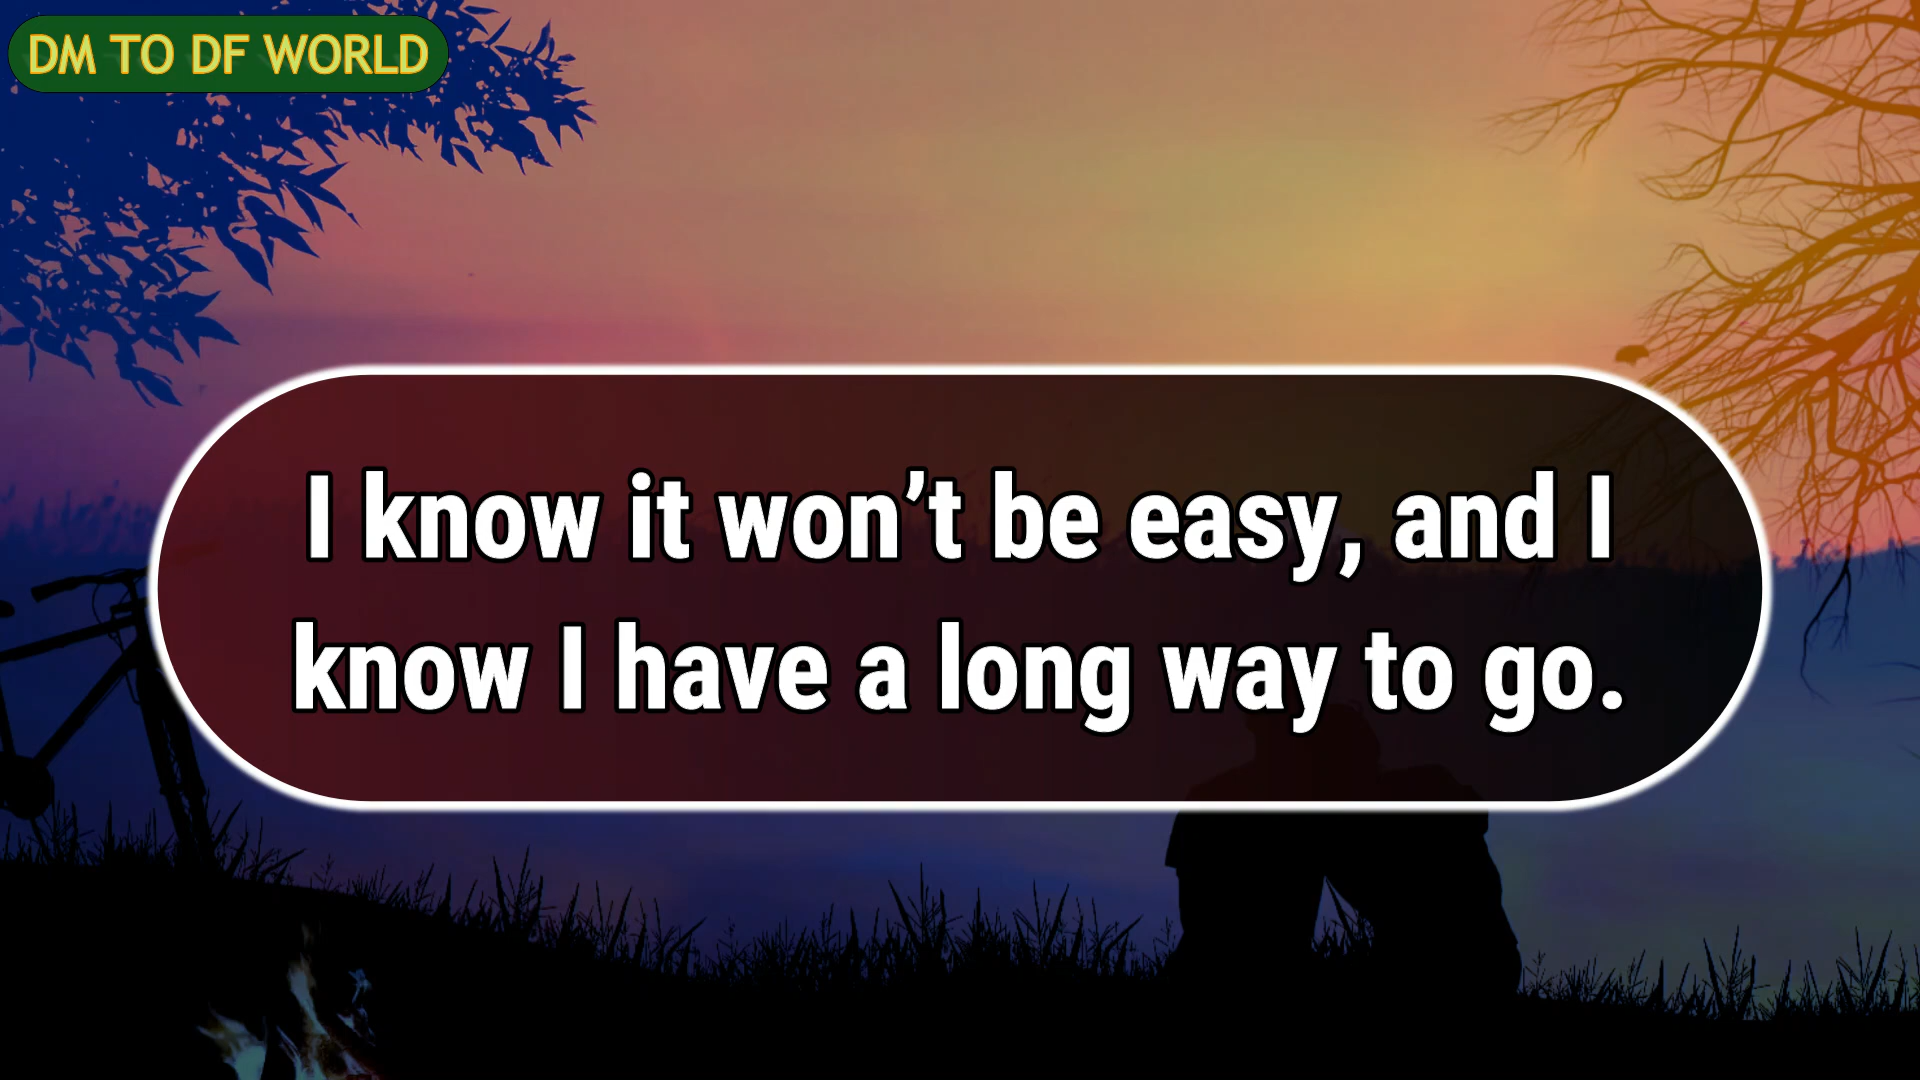 DM TO DF WORLD
I know it won’t be easy, and I
know I have a long way to go.